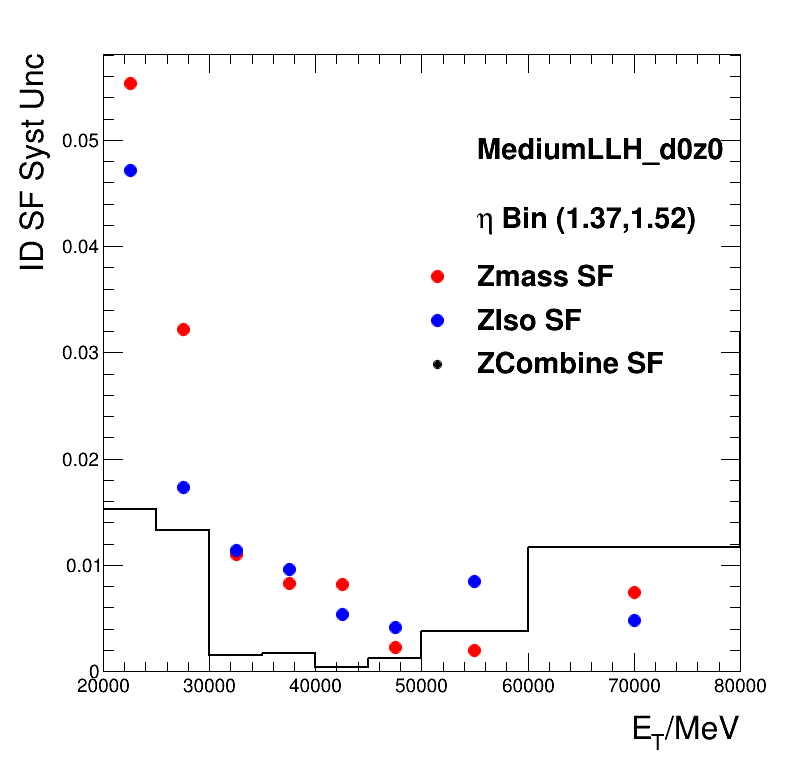 ID SF Syst Unc
0.05
0.04
0.03
0.02
0.01
0
MediumLLH_d0z0
η Bin (1.37,1.52)
Zmass SF
ZIso SF
ZCombine SF
20000 30000 40000 50000 60000 70000 80000
E_T/MeV